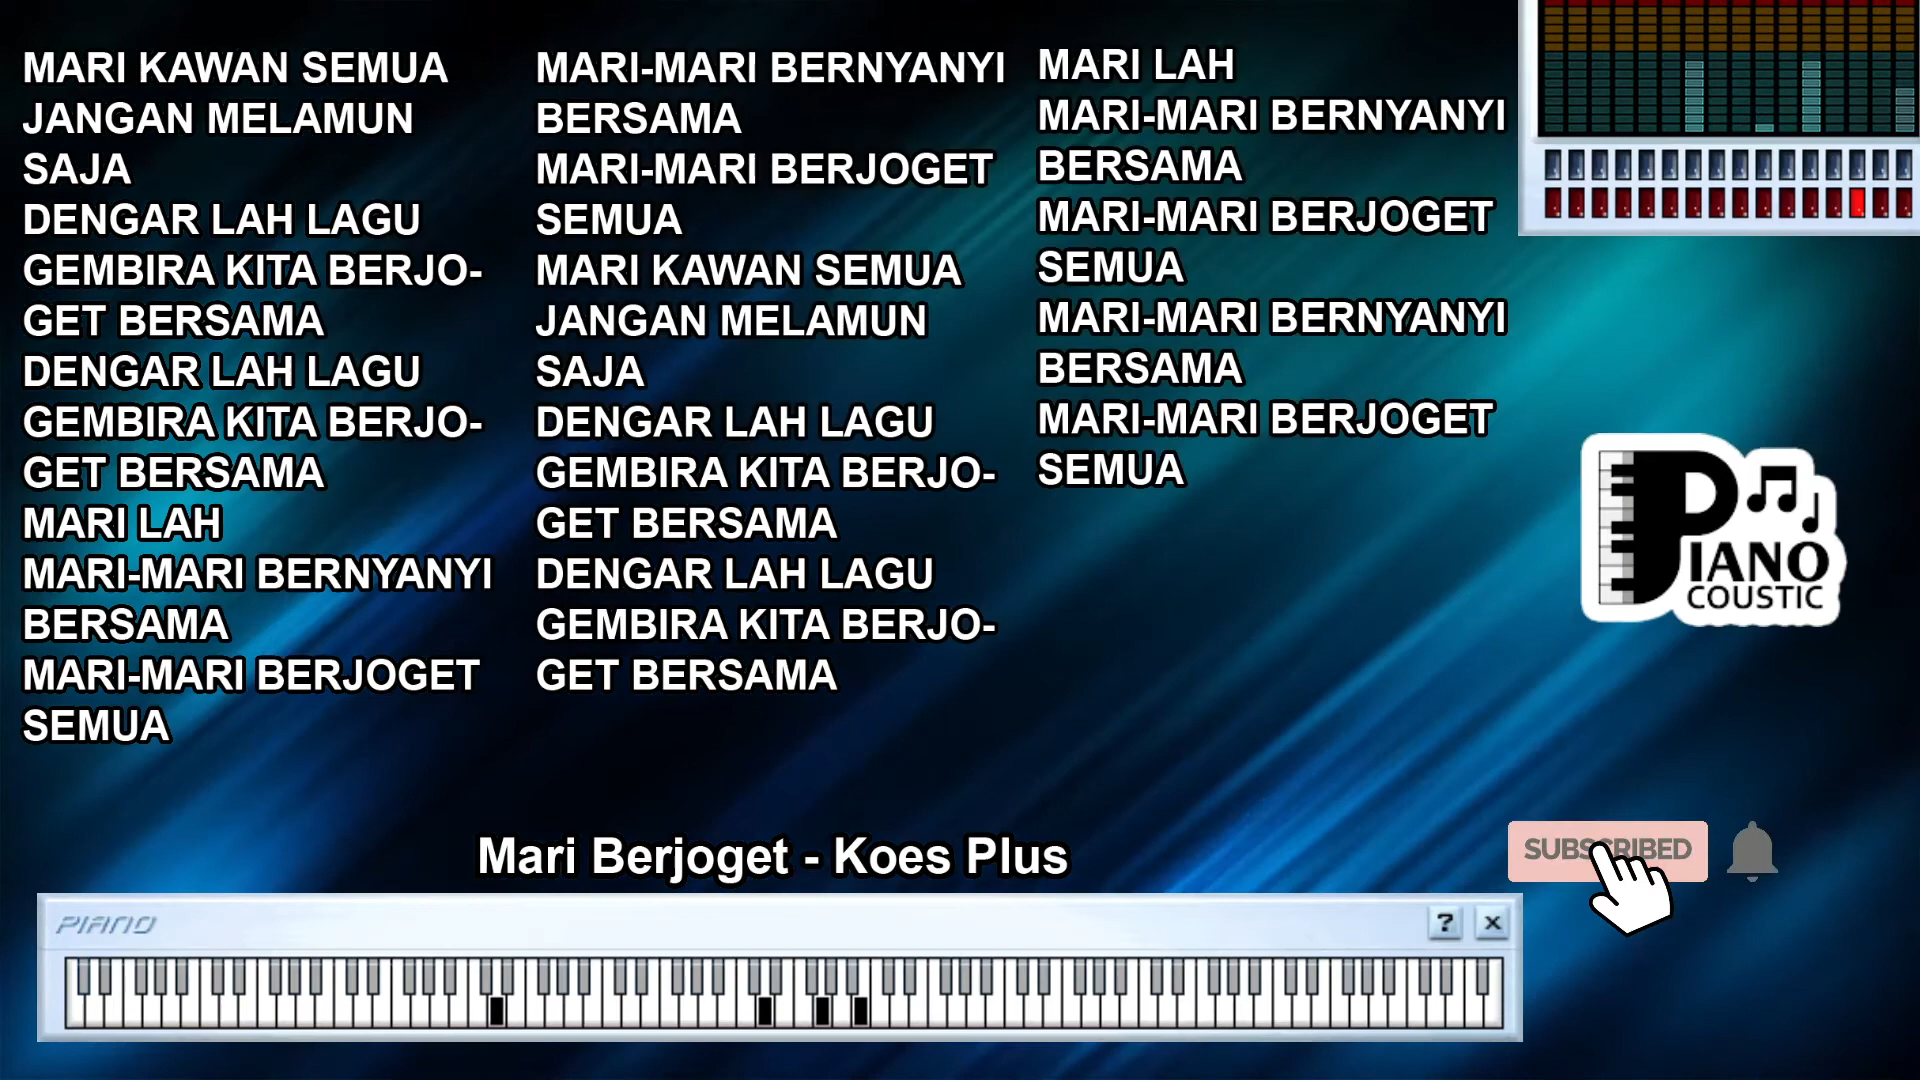 MARI KAWAN SEMUA
JANGAN MELAMUN
SAJA
DENGAR LAH LAGU
GEMBIRA KITA BERJO-
GET BERSAMA
DENGAR LAH LAGU
GEMBIRA KITA BERJO-
GET BERSAMA
MARI LAH
MARI-MARI BERNYANYI
BERSAMA
MARI-MARI BERJOGET
SEMUA
MARI-MARI BERNYANYI
BERSAMA
MARI-MARI BERJOGET
SEMUA
MARI KAWAN SEMUA
JANGAN MELAMUN
SAJA
DENGAR LAH LAGU
GEMBIRA KITA BERJO-
GET BERSAMA
DENGAR LAH LAGU
GEMBIRA KITA BERJO-
GET BERSAMA
MARI LAH
MARI-MARI BERNYANYI
BERSAMA
MARI-MARI BERJOGET
SEMUA
MARI-MARI BERNYANYI
BERSAMA
MARI-MARI BERJOGET
SEMUA
PIANO
COUSTIC
Mari Berjoget - Koes Plus
SUBSCRIBED
PIANO
? x